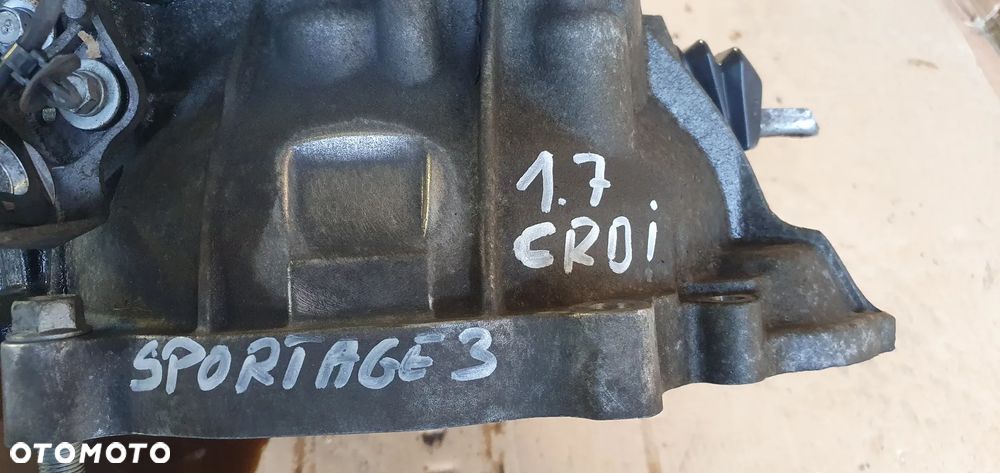 1.7
CRDi
SPORTAGE 3
OTOMOTO